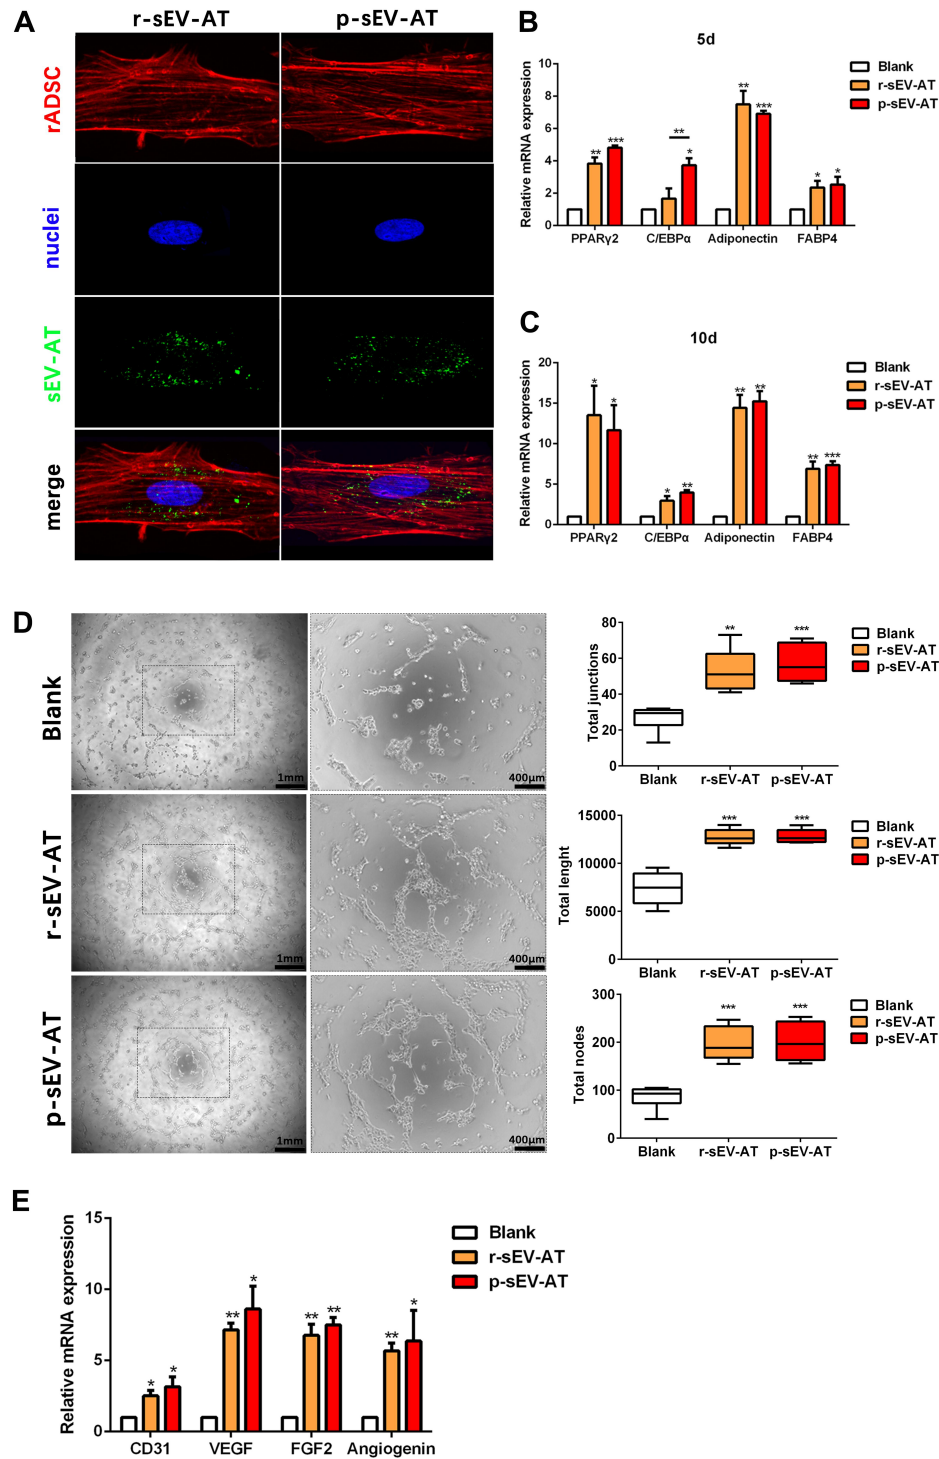 A
r-sEV-AT
p-sEV-AT
rADSC
nuclei
sEV-AT
merge
B
5d
Relative mRNA expression
10
8
6
4
2
0
** *** ** * ** *** * *
PPARγ2 C/EBPα Adiponectin FABP4
Blank
r-sEV-AT
p-sEV-AT
C
10d
Relative mRNA expression
20
15
10
5
0
* * * ** ** ** ** ***
PPARγ2 C/EBPα Adiponectin FABP4
Blank
r-sEV-AT
p-sEV-AT
D
Blank
1mm
400µm
r-sEV-AT
1mm
400µm
p-sEV-AT
1mm
400µm
Total junctions
80
60
40
20
0
** ***
Blank r-sEV-AT p-sEV-AT
Blank
r-sEV-AT
p-sEV-AT
Total lenght
15000
10000
5000
0
*** ***
Blank r-sEV-AT p-sEV-AT
Blank
r-sEV-AT
p-sEV-AT
Total nodes
300
200
100
0
*** ***
Blank r-sEV-AT p-sEV-AT
Blank
r-sEV-AT
p-sEV-AT
E
Relative mRNA expression
15
10
5
0
* * ** * ** ** ** *
CD31 VEGF FGF2 Angiogenin
Blank
r-sEV-AT
p-sEV-AT